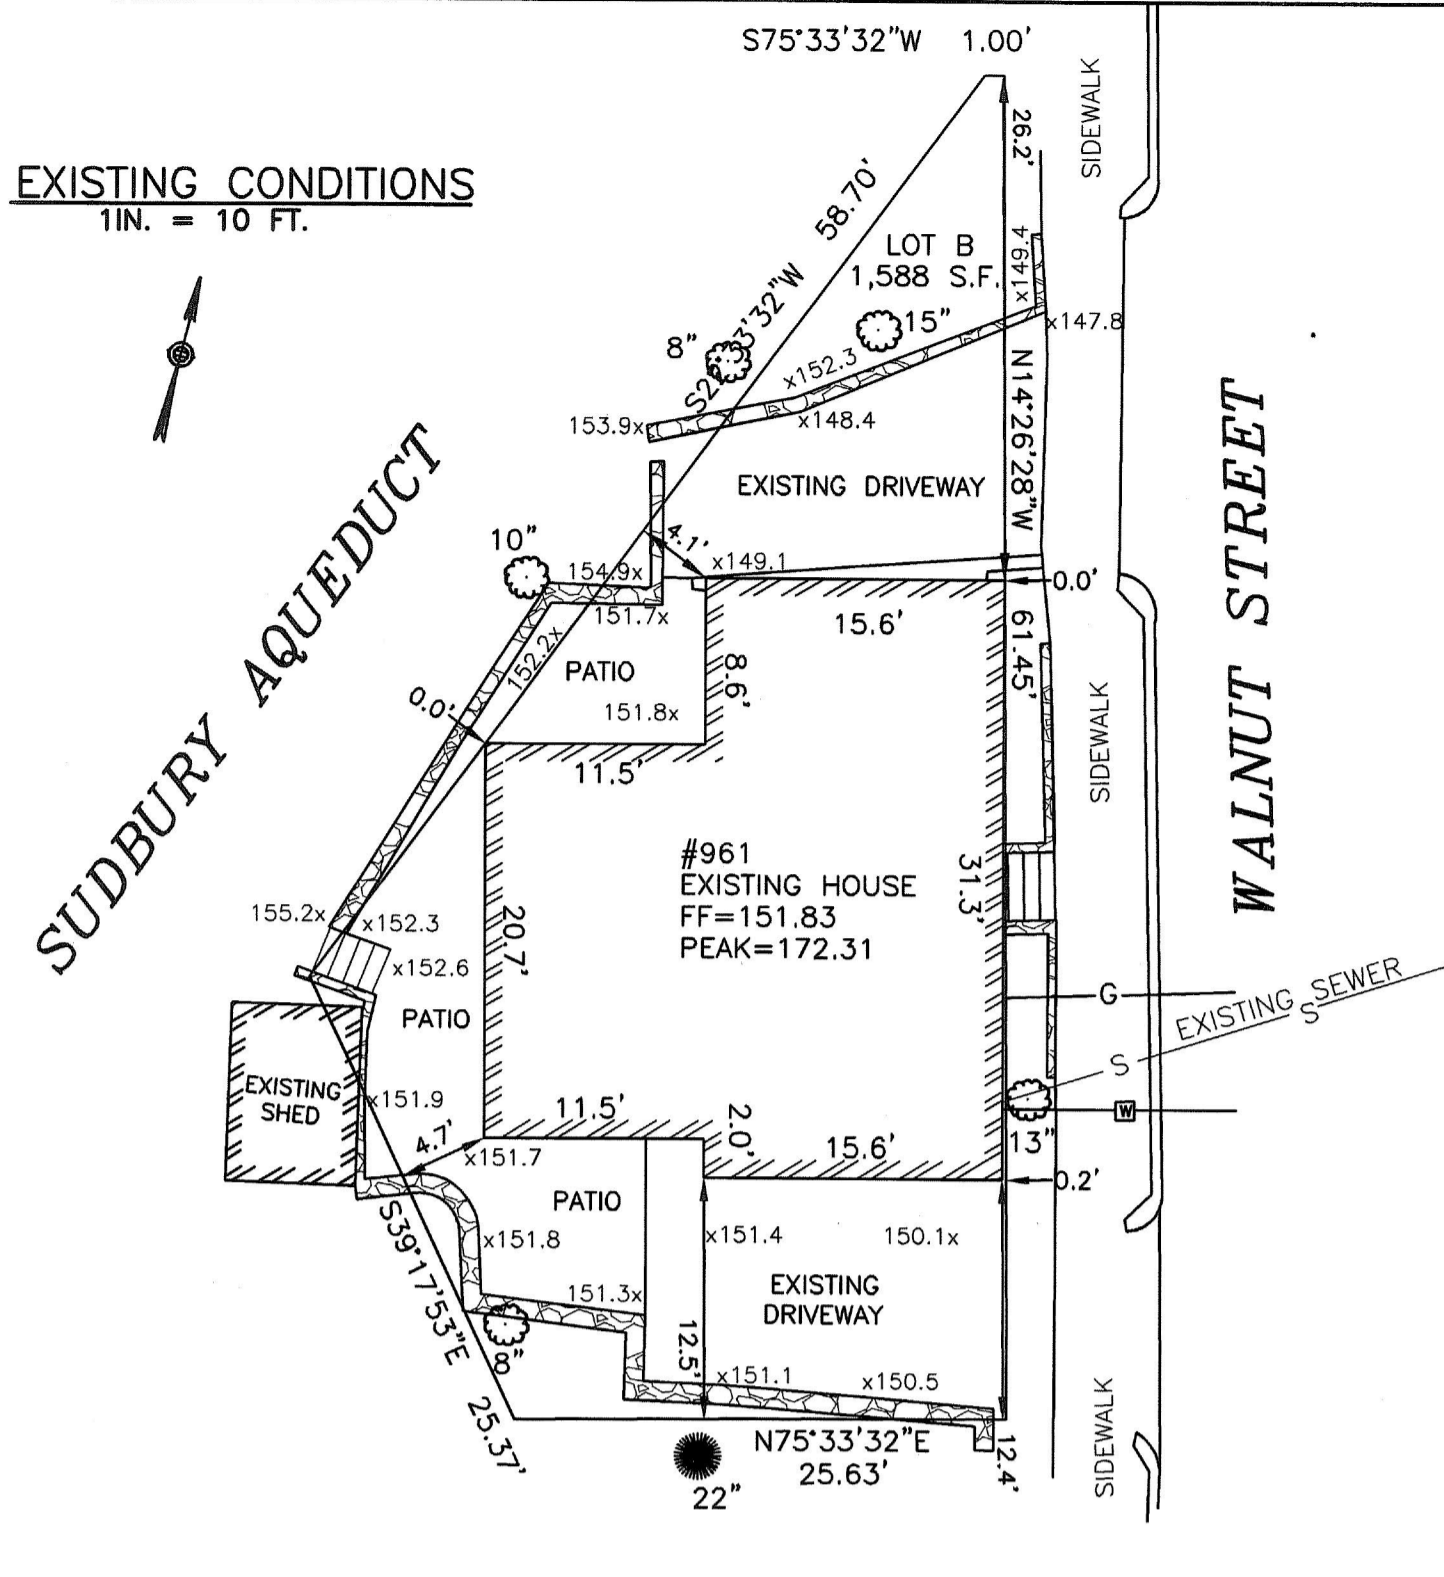 S75°33'32"W 1.00'
SIDEWALK
26.2'
EXISTING CONDITIONS
1IN. = 10 FT.
58.70'
LOT B
1,588 S.F.
x149.4
15"
x147.8
8"
3'32"W
x152.3
153.9x
x148.4
N14°26'28"W
EXISTING DRIVEWAY
SUDBURY AQUEDUCT
WALNUT STREET
10"
4.1'
x149.1
154.9x
0.0'
151.7x
15.6'
61.45'
152.2x
PATIO
8.6'
0.0'
151.8x
SIDEWALK
11.5'
#961
EXISTING HOUSE
FF=151.83
PEAK=172.31
31.3'
155.2x
x152.3
20.7'
x152.6
PATIO
G
EXISTING SEWER
S
S
EXISTING
SHED
x151.9
11.5'
2.0'
W
4.7'
x151.7
15.6'
13"
0.2'
PATIO
S39°17'53"E 25.37'
x151.8
x151.4
150.1x
151.3x
EXISTING
DRIVEWAY
8"
12.5'
x151.1
x150.5
SIDEWALK
N75°33'32"E
25.63'
12.4'
22"